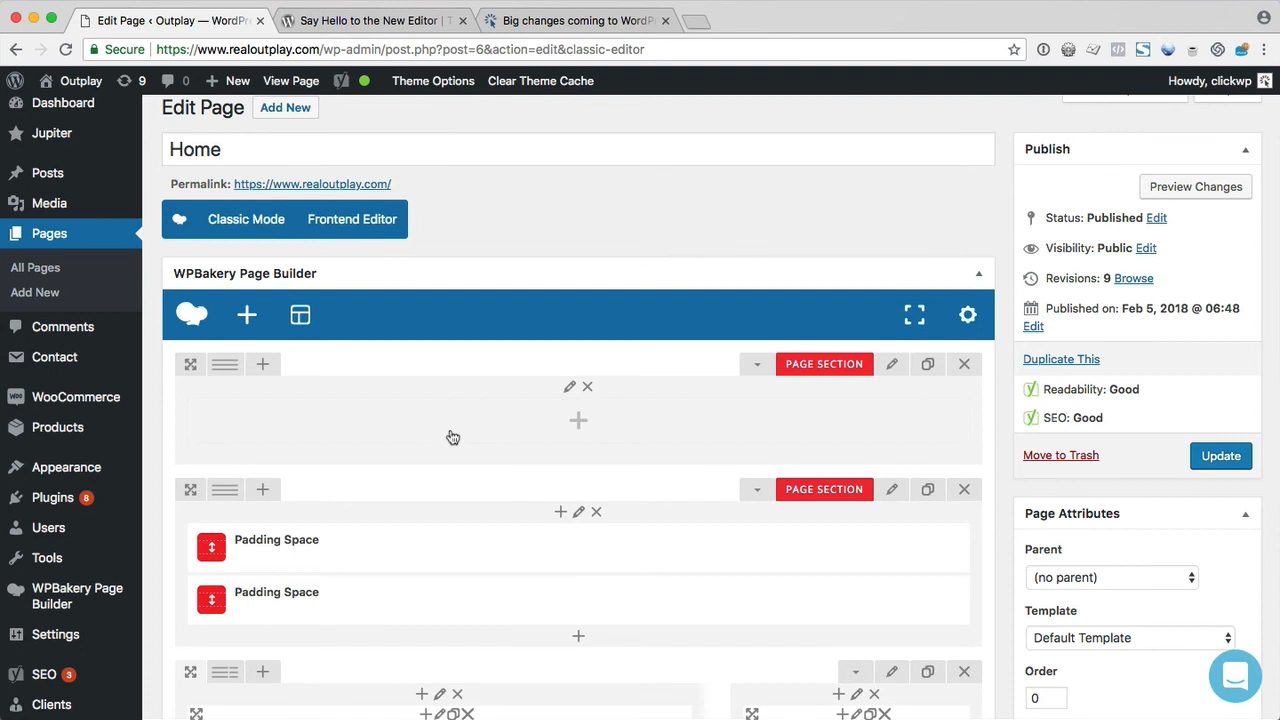 Edit Page ‹ Outplay — WordPre
Say Hello to the New Editor | T
Big changes coming to WordP
Secure
https://www.realoutplay.com/wp-admin/post.php?post=6&action=edit&classic-editor
Outplay 9 0 New View Page Theme Options Clear Theme Cache Howdy, clickwp
Dashboard
Jupiter
Posts
Media
Pages
All Pages
Add New
Comments
Contact
WooCommerce
Products
Appearance
Plugins 8
Users
Tools
WPBakery Page
Builder
Settings
SEO 3
Clients
Edit Page Add New
Home
Permalink: https://www.realoutplay.com/
Classic Mode Frontend Editor
WPBakery Page Builder
PAGE SECTION
PAGE SECTION
Padding Space
Padding Space
Publish
Preview Changes
Status: Published Edit
Visibility: Public Edit
Revisions: 9 Browse
Published on: Feb 5, 2018 @ 06:48
Edit
Duplicate This
Readability: Good
SEO: Good
Move to Trash Update
Page Attributes
Parent
(no parent)
Template
Default Template
Order
0